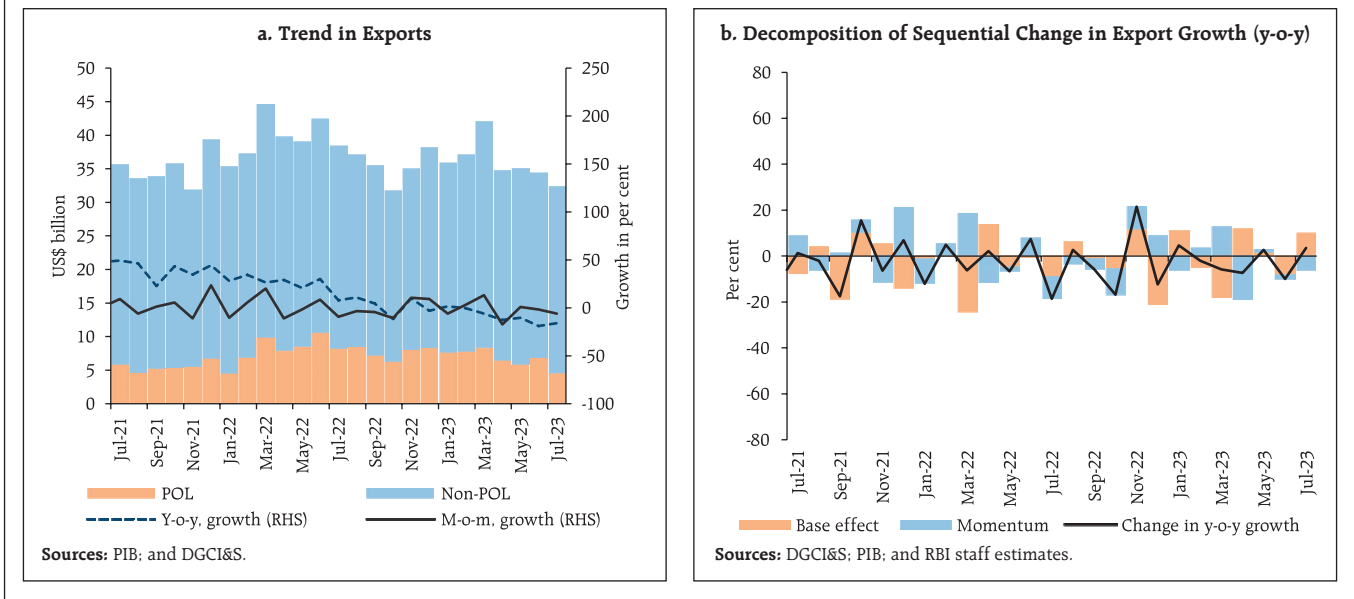 a. Trend in Exports
50
45
40
35
30
25
20
15
10
5
0
US$ billion
250
200
150
100
50
0
-50
-100
Growth in per cent
Jul-21
Sep-21
Nov-21
Jan-22
Mar-22
May-22
Jul-22
Sep-22
Nov-22
Jan-23
Mar-23
May-23
Jul-23
POL
Non-POL
Y-o-y, growth (RHS)
M-o-m, growth (RHS)
Sources: PIB; and DGCI&S.
b. Decomposition of Sequential Change in Export Growth (y-o-y)
80
60
40
20
0
-20
-40
-60
-80
Per cent
Jul-21
Sep-21
Nov-21
Jan-22
Mar-22
May-22
Jul-22
Sep-22
Nov-22
Jan-23
Mar-23
May-23
Jul-23
Base effect
Momentum
Change in y-o-y growth
Sources: DGCI&S; PIB; and RBI staff estimates.